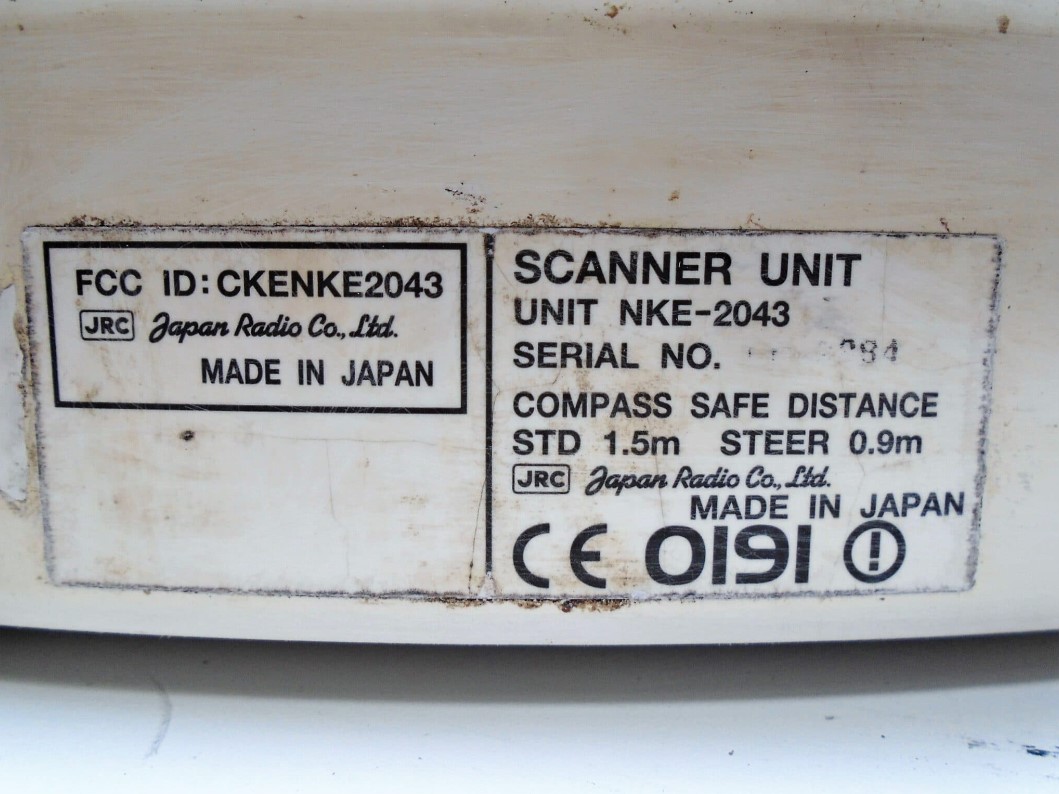 FCC ID: CKENKE2043
JRC Japan Radio Co., Ltd.
MADE IN JAPAN
SCANNER UNIT
UNIT NKE-2043
SERIAL NO.
COMPASS SAFE DISTANCE
STD 1.5m STEER 0.9m
JRC Japan Radio Co., Ltd.
MADE IN JAPAN
CE 0191